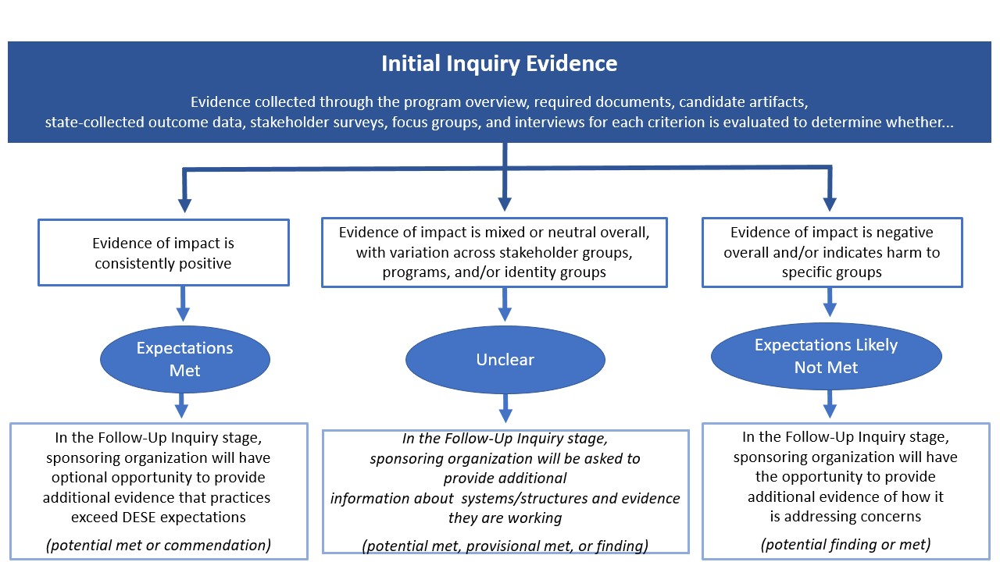 Initial Inquiry Evidence
Evidence collected through the program overview, required documents, candidate artifacts,
state-collected outcome data, stakeholder surveys, focus groups, and interviews for each criterion is evaluated to determine whether...
Evidence of impact is
consistently positive
Evidence of impact is mixed or neutral overall,
with variation across stakeholder groups,
programs, and/or identity groups
Evidence of impact is negative
overall and/or indicates harm to
specific groups
Expectations
Met
Unclear
Expectations Likely
Not Met
In the Follow-Up Inquiry stage,
sponsoring organization will have
optional opportunity to provide
additional evidence that practices
exceed DESE expectations
(potential met or commendation)
In the Follow-Up Inquiry stage,
sponsoring organization will be asked to
provide additional
information about  systems/structures and evidence
they are working
(potential met, provisional met, or finding)
In the Follow-Up Inquiry stage,
sponsoring organization will have
the opportunity to provide
additional evidence of how it
is addressing concerns
(potential finding or met)